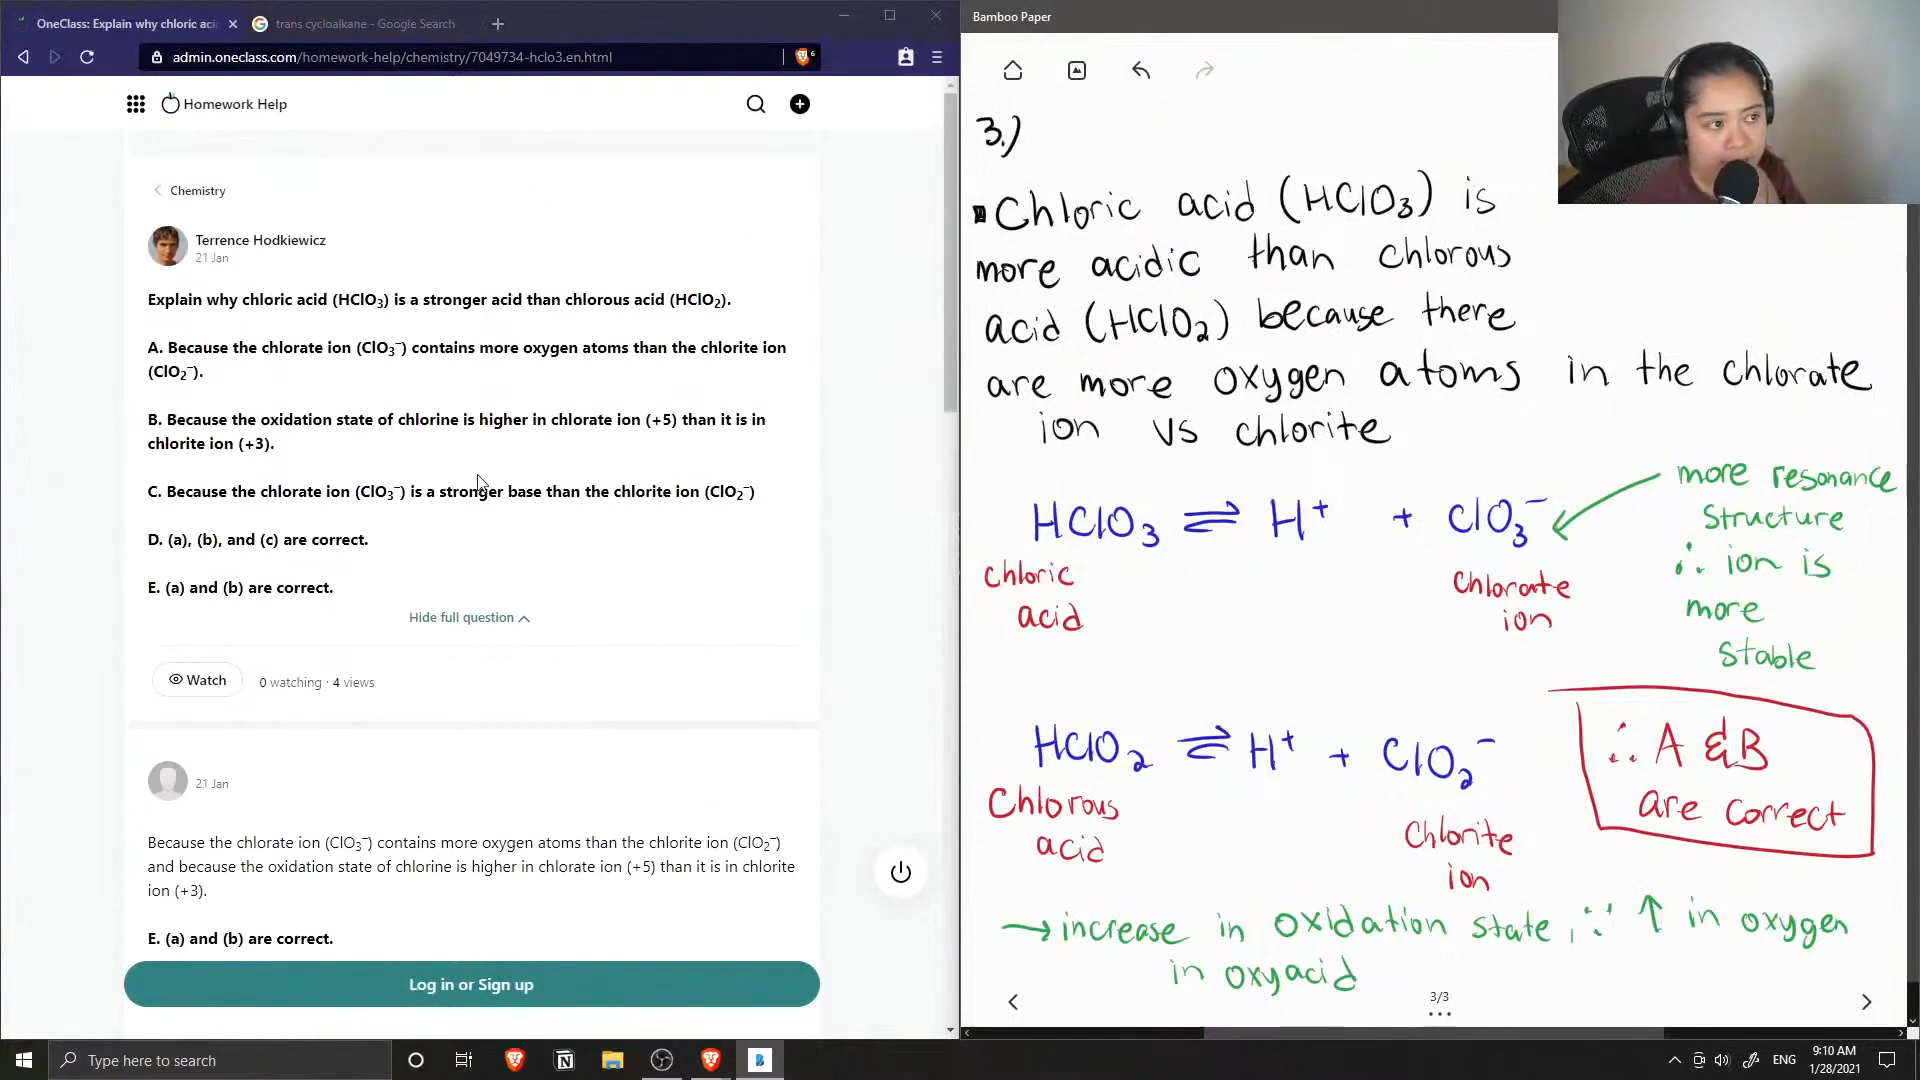 OneClass: Explain why chloric aci
trans cycloalkane - Google Search
admin.oneclass.com/homework-help/chemistry/7049734-hclo3.en.html
6
Homework Help
Chemistry
Terrence Hodkiewicz
21 Jan
Explain why chloric acid (HClO₃) is a stronger acid than chlorous acid (HClO₂).
A. Because the chlorate ion (ClO₃⁻) contains more oxygen atoms than the chlorite ion
(ClO₂⁻).
B. Because the oxidation state of chlorine is higher in chlorate ion (+5) than it is in
chlorite ion (+3).
C. Because the chlorate ion (ClO₃⁻) is a stronger base than the chlorite ion (ClO₂⁻)
D. (a), (b), and (c) are correct.
E. (a) and (b) are correct.
Hide full question
Watch
0 watching · 4 views
21 Jan
Because the chlorate ion (ClO₃⁻) contains more oxygen atoms than the chlorite ion (ClO₂⁻)
and because the oxidation state of chlorine is higher in chlorate ion (+5) than it is in chlorite
ion (+3).
E. (a) and (b) are correct.
Log in or Sign up
Bamboo Paper
3.)
Chloric acid (HClO₃) is
more acidic than chlorous
acid (HClO₂) because there
are more oxygen atoms in the chlorate
ion vs chlorite
HClO₃ ⇌ H⁺ + ClO₃⁻
chloric
acid
Chlorate
ion
more resonance
structure
∴ ion is
more
stable
HClO₂ ⇌ H⁺ + ClO₂⁻
Chlorous
acid
Chlorite
ion
∴ A & B
are correct
→ increase in oxidation state, ∵ ↑ in oxygen
in oxyacid
3/3
Type here to search
ENG
9:10 AM
1/28/2021